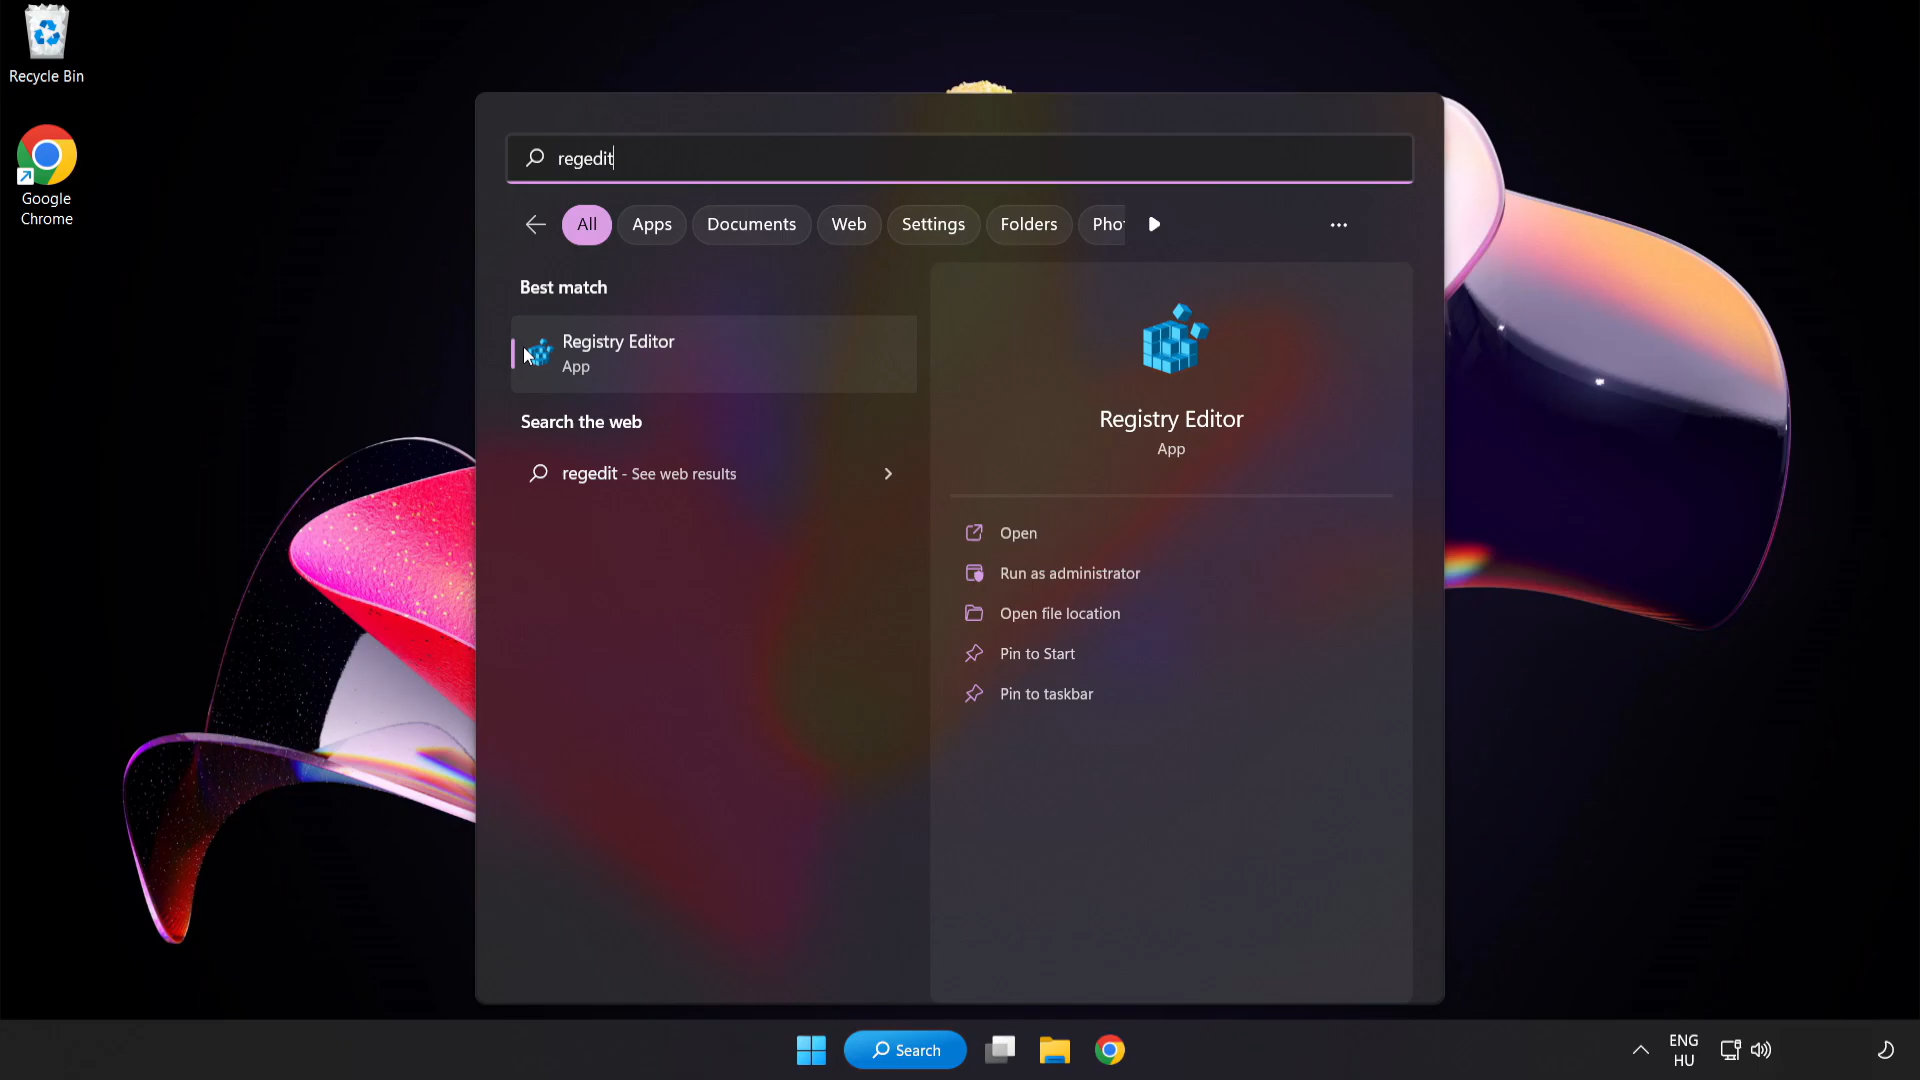 Recycle Bin
Google
Chrome
regedit
All
Apps
Documents
Web
Settings
Folders
Pho
Best match
Registry Editor
App
Search the web
regedit - See web results
Registry Editor
App
Open
Run as administrator
Open file location
Pin to Start
Pin to taskbar
Search
ENG
HU